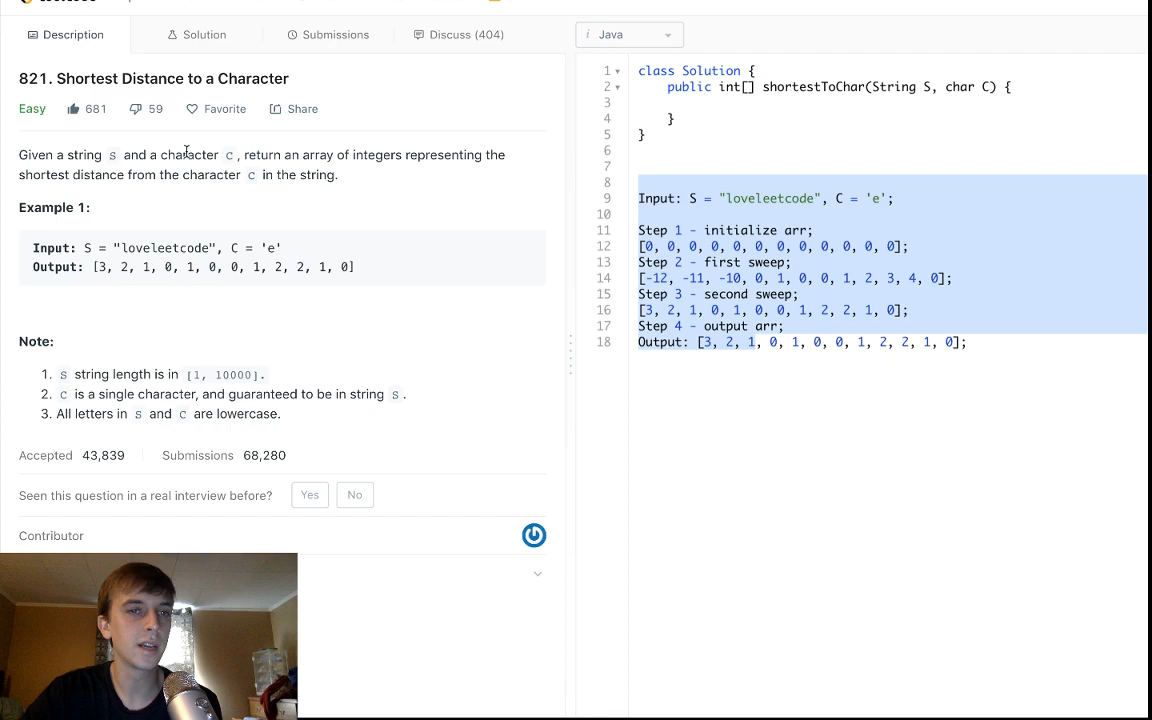 Description
Solution
Submissions
Discuss (404)
i Java
821. Shortest Distance to a Character
Easy 681 59 Favorite Share
Given a string S and a character C, return an array of integers representing the
shortest distance from the character C in the string.
Example 1:
Input: S = "loveleetcode", C = 'e'
Output: [3, 2, 1, 0, 1, 0, 0, 1, 2, 2, 1, 0]
Note:
1. S string length is in [1, 10000].
2. C is a single character, and guaranteed to be in string S.
3. All letters in S and C are lowercase.
Accepted 43,839 Submissions 68,280
Seen this question in a real interview before? Yes No
Contributor
1 class Solution {
2 public int[] shortestToChar(String S, char C) {
3
4 }
5 }
6
7
8
9 Input: S = "loveleetcode", C = 'e';
10
11 Step 1 - initialize arr;
12 [0, 0, 0, 0, 0, 0, 0, 0, 0, 0, 0, 0];
13 Step 2 - first sweep;
14 [-12, -11, -10, 0, 1, 0, 0, 1, 2, 3, 4, 0];
15 Step 3 - second sweep;
16 [3, 2, 1, 0, 1, 0, 0, 1, 2, 2, 1, 0];
17 Step 4 - output arr;
18 Output: [3, 2, 1, 0, 1, 0, 0, 1, 2, 2, 1, 0];